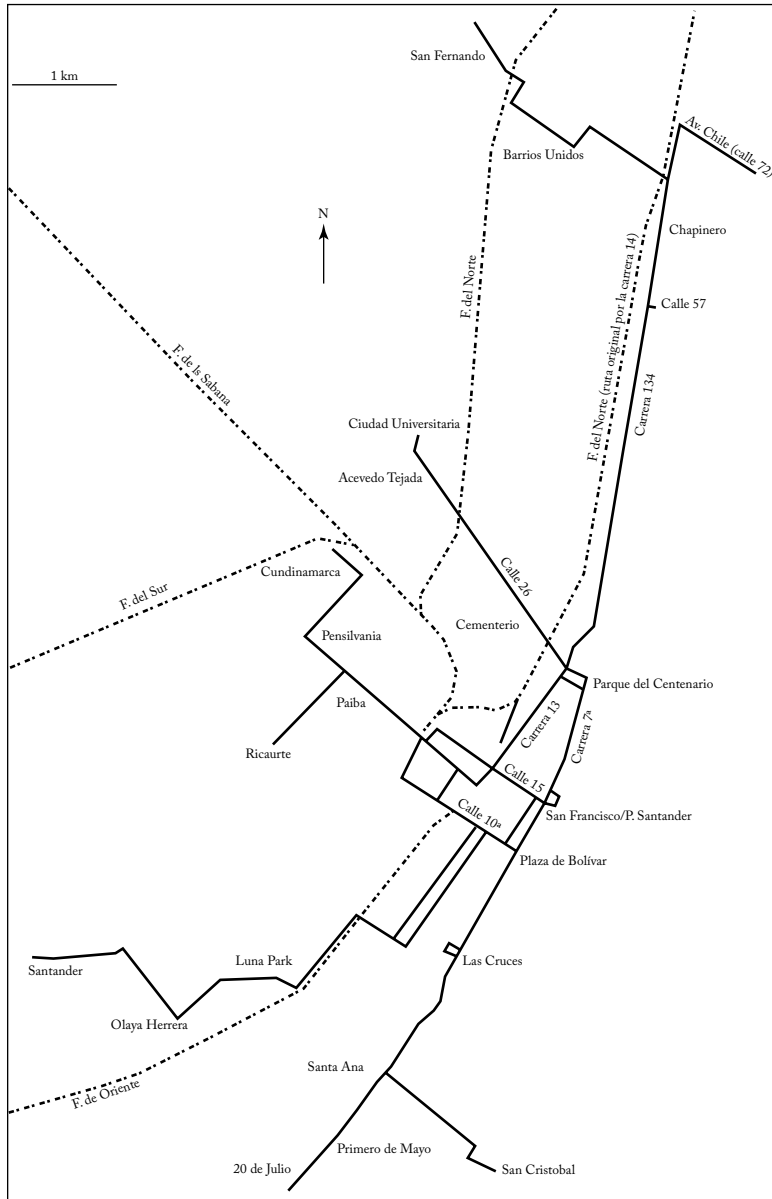 San Fernando
1 km
Av. Chile (calle 72)
Barrios Unidos
N
Chapinero
F. del Norte
F. del Norte (ruta original por la carrera 14)
Calle 57
F. de ls Sabana
Carrera 134
Ciudad Universitaria
Acevedo Tejada
Cundinamarca
Calle 26
F. del Sur
Cementerio
Pensilvania
Parque del Centenario
Paiba
Carrera 13
Carrera 7ª
Ricaurte
Calle 15
Calle 10ª
San Francisco/P. Santander
Plaza de Bolívar
Luna Park
Las Cruces
Santander
Olaya Herrera
Santa Ana
F. de Oriente
Primero de Mayo
20 de Julio
San Cristobal